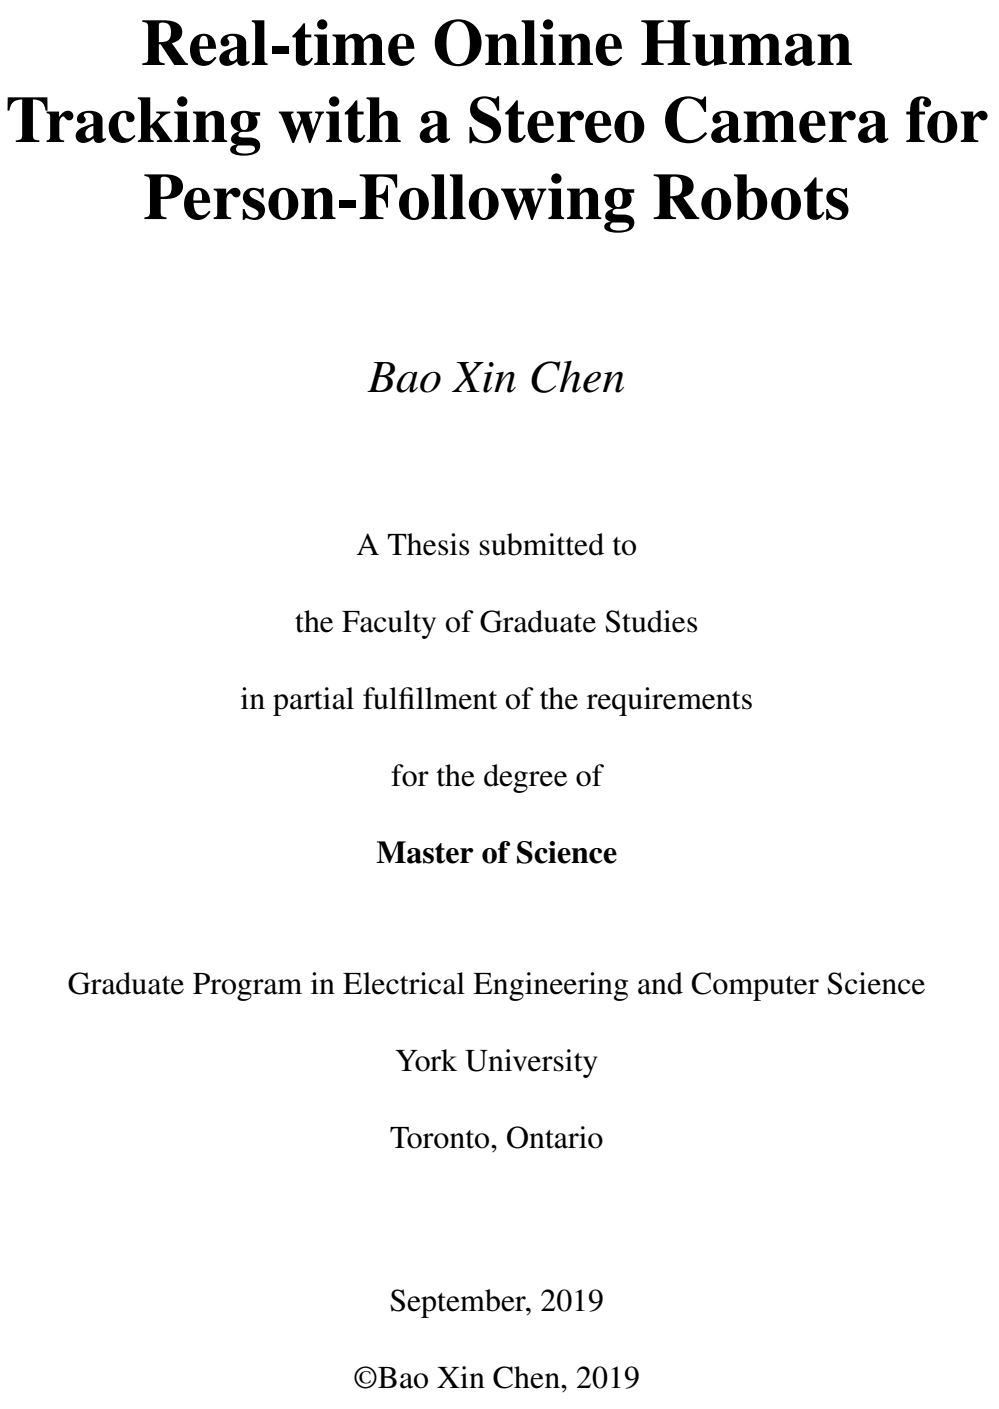 Real-time Online Human
Tracking with a Stereo Camera for
Person-Following Robots
Bao Xin Chen
A Thesis submitted to
the Faculty of Graduate Studies
in partial fulfillment of the requirements
for the degree of
Master of Science
Graduate Program in Electrical Engineering and Computer Science
York University
Toronto, Ontario
September, 2019
©Bao Xin Chen, 2019